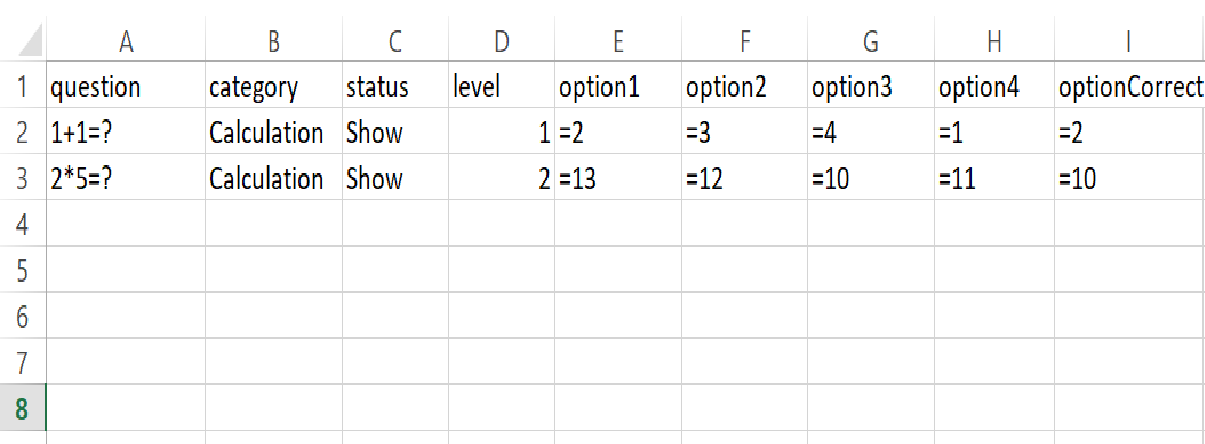 A B C D E F G H I
1 question category status level option1 option2 option3 option4 optionCorrect
2 1+1=? Calculation Show 1 =2 =3 =4 =1 =2
3 2*5=? Calculation Show 2 =13 =12 =10 =11 =10
4
5
6
7
8